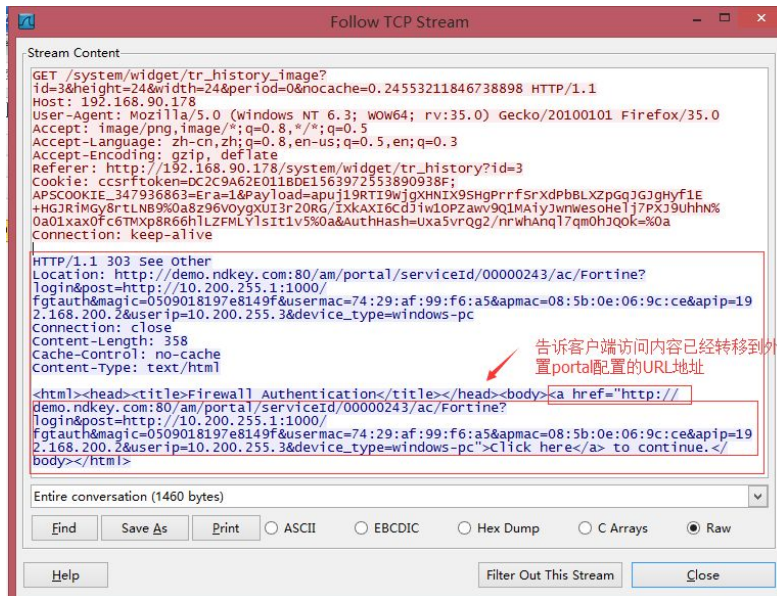 Follow TCP Stream
Stream Content
GET /system/widget/tr_history_image?
id=3&height=24&width=24&period=0&nocache=0.24553211846738898 HTTP/1.1
Host: 192.168.90.178
User-Agent: Mozilla/5.0 (Windows NT 6.3; WOW64; rv:35.0) Gecko/20100101 Firefox/35.0
Accept: image/png,image/*;q=0.8,*/*;q=0.5
Accept-Language: zh-cn,zh;q=0.8,en-us;q=0.5,en;q=0.3
Accept-Encoding: gzip, deflate
Referer: http://192.168.90.178/system/widget/tr_history?id=3
Cookie: ccsrftoken=DC2C9A62E011BDE1563972553890938F;
APSCOOKIE_347936863=Era=1&Payload=apuj19RTI9WjgXHNIX9SHgPrrfSrXdPbBLXZpGqJGJgHyf1E
+HGJRiMGy8rtLNB9%0a8z96VOygXUI3r2ORG/IXkAXI6CdJiw1OPZawv9Q1MAiyJwnWesoHelj7PXJ9UhhN%
0a01xaxOfc6TMXp8R66hlLZFMLYlsIt1v5%0a&AuthHash=Uxa5vrQg2/nrWhAnql7qmOhJQOk=%0a
Connection: keep-alive
HTTP/1.1 303 See Other
Location: http://demo.ndkey.com:80/am/portal/serviceId/00000243/ac/Fortine?
login&post=http://10.200.255.1:1000/
fgtauth&magic=0509018197e8149f&usermac=74:29:af:99:f6:a5&apmac=08:5b:0e:06:9c:ce&apip=19
2.168.200.2&userip=10.200.255.3&device_type=windows-pc
Connection: close
Content-Length: 358
Cache-Control: no-cache
Content-Type: text/html
告诉客户端访问内容已经转移到外
置portal配置的URL地址
<html><head><title>Firewall Authentication</title></head><body><a href="http://
demo.ndkey.com:80/am/portal/serviceId/00000243/ac/Fortine?
login&post=http://10.200.255.1:1000/
fgtauth&magic=0509018197e8149f&usermac=74:29:af:99:f6:a5&apmac=08:5b:0e:06:9c:ce&apip=19
2.168.200.2&userip=10.200.255.3&device_type=windows-pc">Click here</a> to continue.</
body></html>
Entire conversation (1460 bytes)
Find Save As Print ASCII EBCDIC Hex Dump C Arrays Raw
Help Filter Out This Stream Close